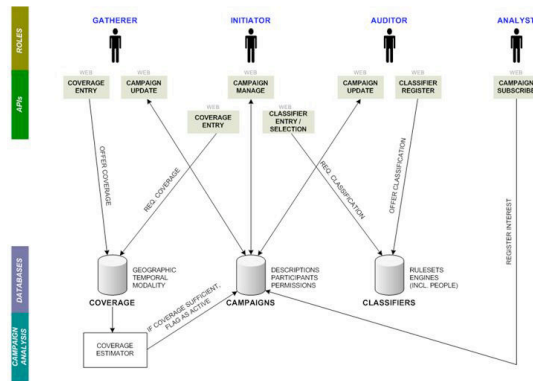 GATHERER
INITIATOR
AUDITOR
ANALYST
ROLES
WEB
WEB
WEB
WEB
WEB
WEB
COVERAGE
ENTRY
CAMPAIGN
UPDATE
CAMPAIGN
MANAGE
CAMPAIGN
UPDATE
CLASSIFIER
REGISTER
CAMPAIGN
SUBSCRIBE
APIs
WEB
WEB
COVERAGE
ENTRY
CLASSIFIER
ENTRY /
SELECTION
OFFER COVERAGE
REQ. COVERAGE
REQ. CLASSIFICATION
OFFER CLASSIFICATION
REGISTER INTEREST
DATABASES
GEOGRAPHIC
TEMPORAL
MODALITY
COVERAGE
DESCRIPTIONS
PARTICIPANTS
PERMISSIONS
CAMPAIGNS
RULESETS
ENGINES
(INCL. PEOPLE)
CLASSIFIERS
CAMPAIGN
ANALYSIS
COVERAGE
ESTIMATOR
IF COVERAGE SUFFICIENT,
FLAG AS ACTIVE